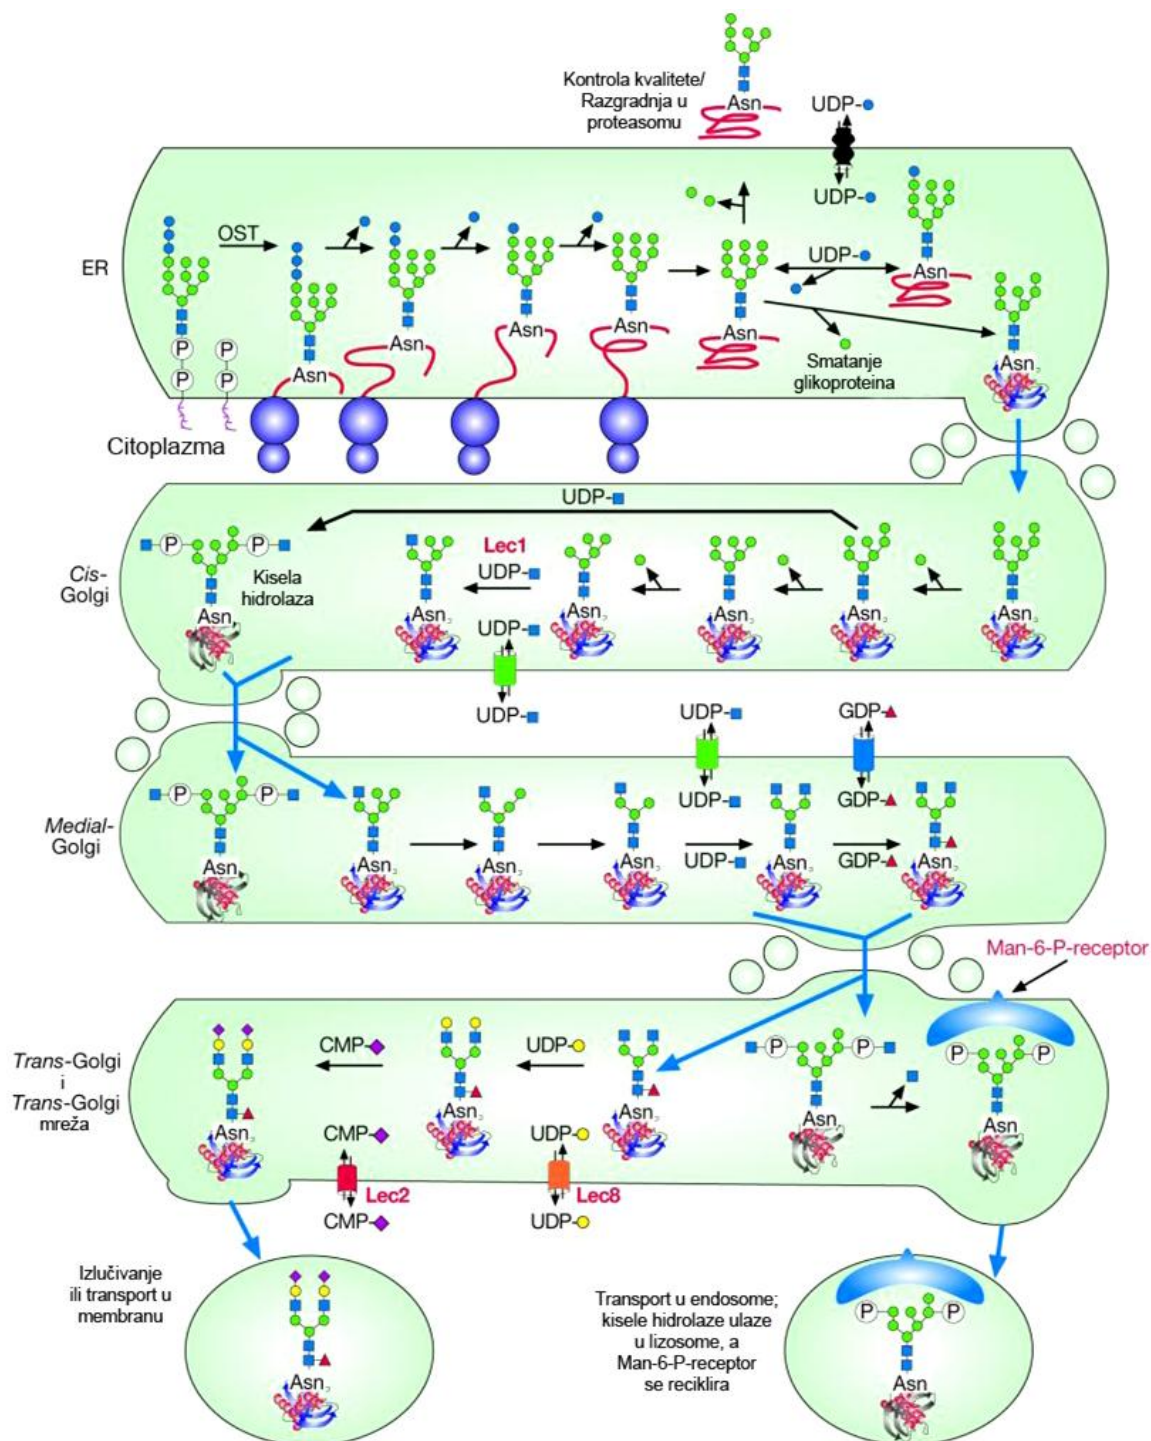 Kontrola kvalitete/
Razgradnja u
proteasomu
Asn
UDP-
UDP-
OST
ER
UDP-
Asn
Asn
Asn
Asn
Asn
Asn
P
P
P
P
Smatanje
glikoproteina
Asn
Citoplazma
UDP-
P
P
Lec1
UDP-
Kisela
hidrolaza
Cis-
Golgi
Asn
Asn
Asn
Asn
Asn
Asn
UDP-
UDP-
UDP-
GDP-
P
P
UDP-
GDP-
Medial-
Golgi
UDP-
GDP-
Asn
Asn
Asn
Asn
Asn
Asn
Man-6-P-receptor
CMP-
UDP-
P
P
P
P
Trans-Golgi
i
Trans-Golgi
mreža
Asn
Asn
Asn
Asn
Asn
CMP-
UDP-
Lec2
Lec8
CMP-
UDP-
Izlučivanje
ili transport u
membranu
Transport u endosome;
kisele hidrolaze ulaze
u lizosome, a
Man-6-P-receptor
se reciklira
P
P
Asn
Asn